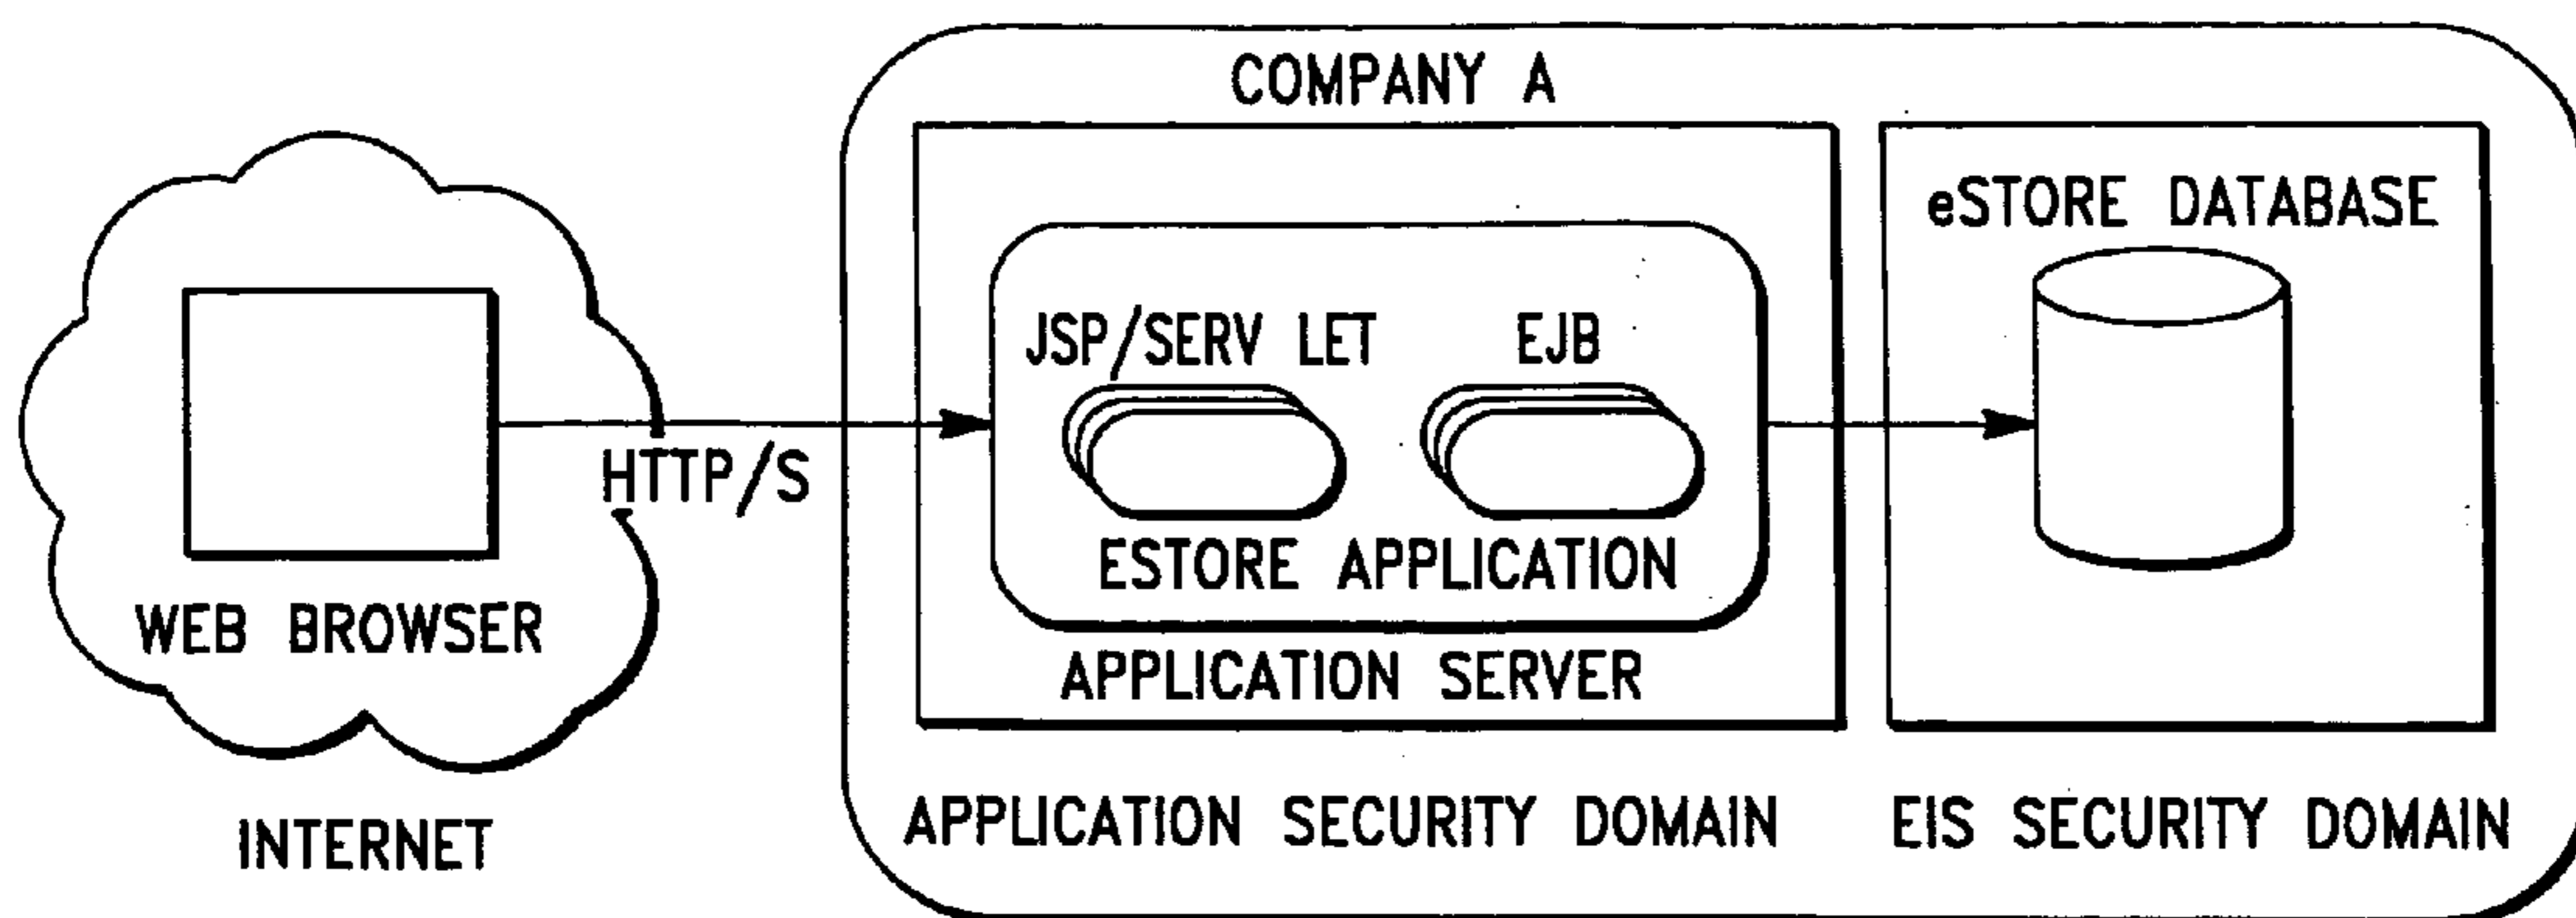 COMPANY A
eSTORE DATABASE
JSP/SERV LET
EJB
HTTP/S
ESTORE APPLICATION
WEB BROWSER
APPLICATION SERVER
INTERNET
APPLICATION SECURITY DOMAIN
EIS SECURITY DOMAIN